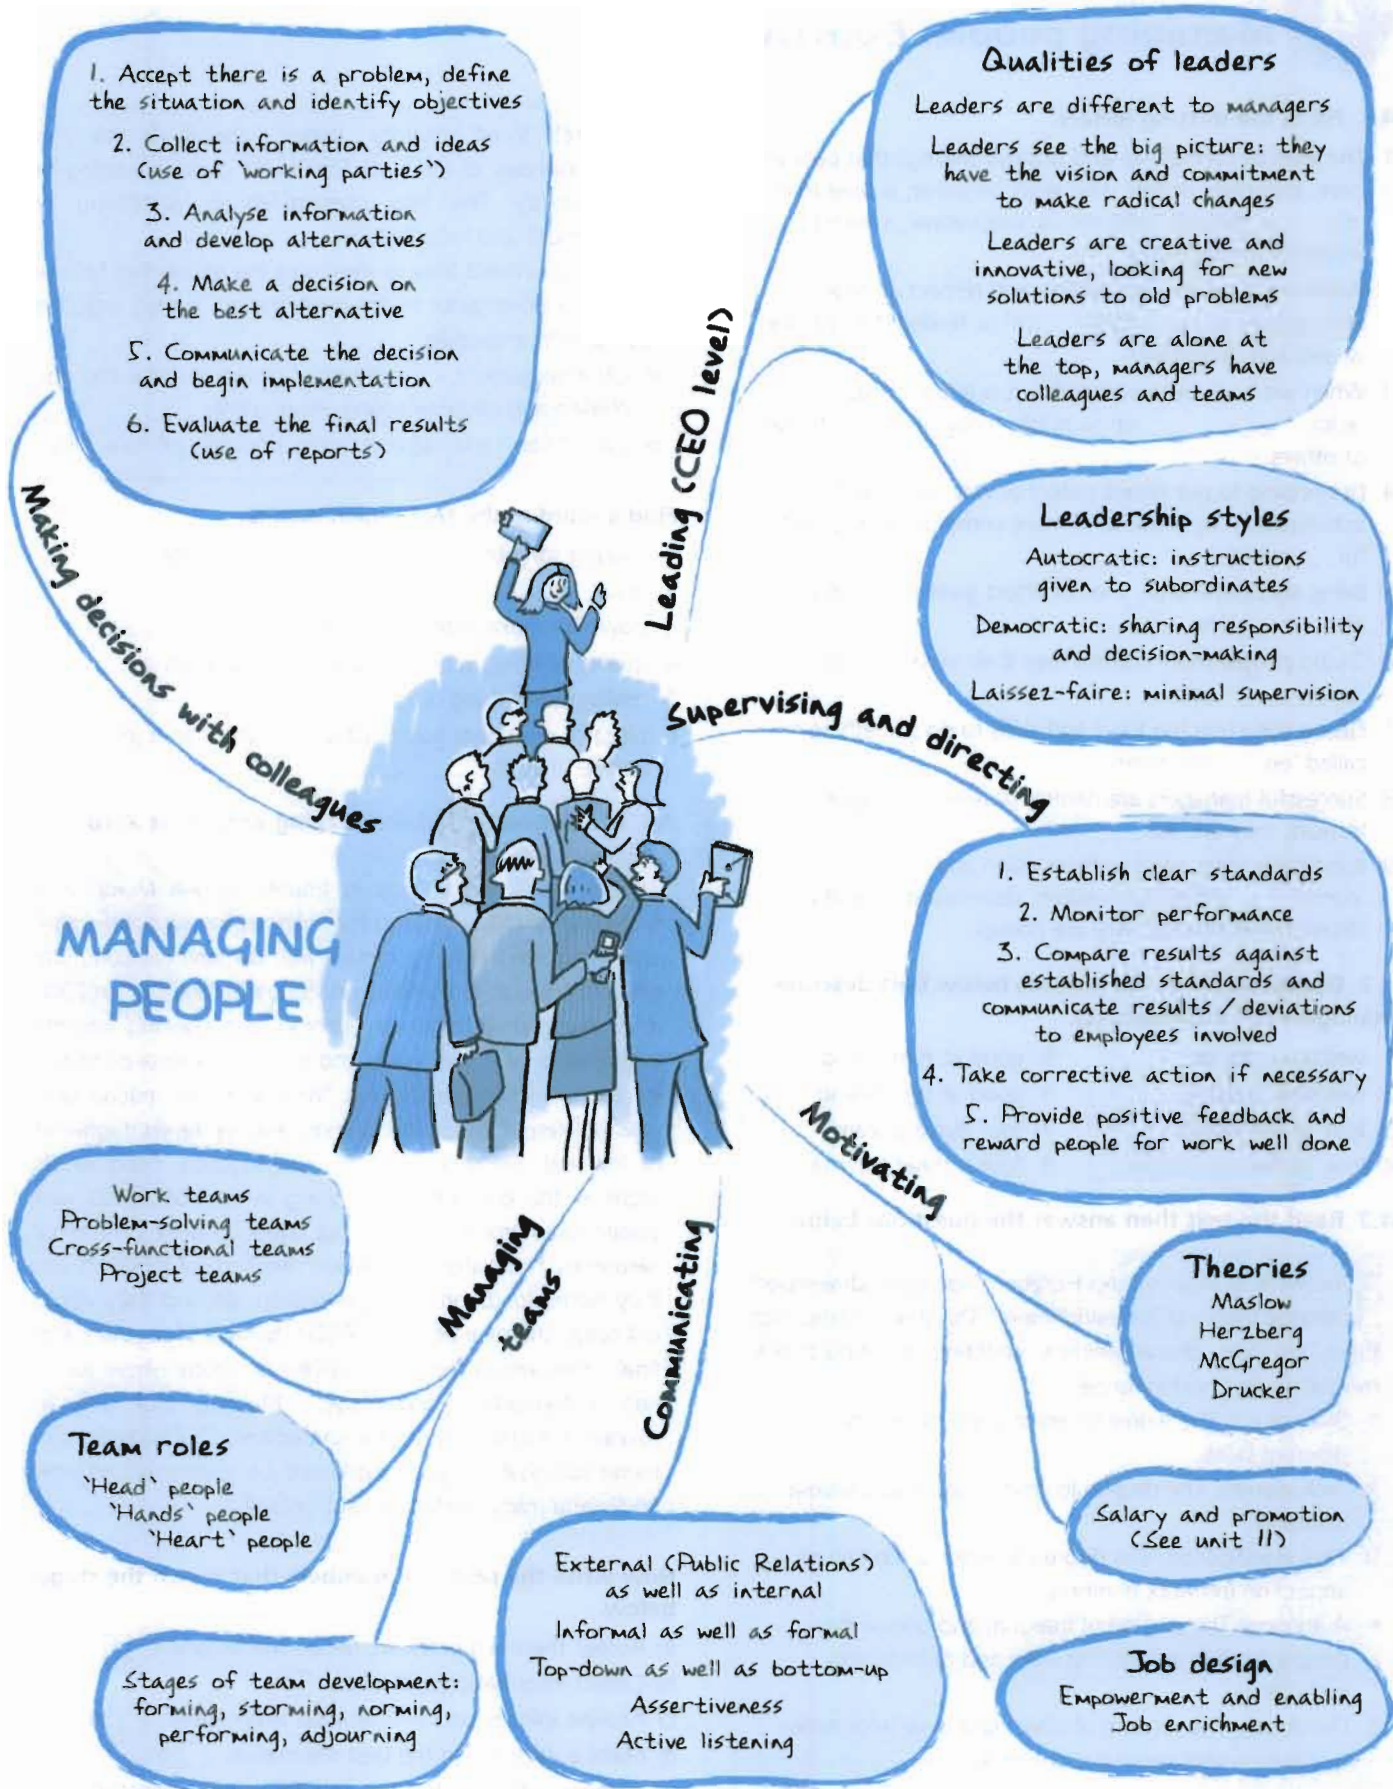 1. Accept there is a problem, define
the situation and identify objectives
2. Collect information and ideas
(use of 'working parties')
3. Analyse information
and develop alternatives
4. Make a decision on
the best alternative
5. Communicate the decision
and begin implementation
6. Evaluate the final results
(use of reports)
Making decisions with colleagues
Qualities of leaders
Leaders are different to managers
Leaders see the big picture: they
have the vision and commitment
to make radical changes
Leaders are creative and
innovative, looking for new
solutions to old problems
Leaders are alone at
the top, managers have
colleagues and teams
Leading (CEO level)
Leadership styles
Autocratic: instructions
given to subordinates
Democratic: sharing responsibility
and decision-making
Laissez-faire: minimal supervision
Supervising and directing
1. Establish clear standards
2. Monitor performance
3. Compare results against
established standards and
communicate results / deviations
to employees involved
4. Take corrective action if necessary
5. Provide positive feedback and
reward people for work well done
MANAGING
PEOPLE
Motivating
Theories
Maslow
Herzberg
McGregor
Drucker
Salary and promotion
(See unit 11)
Job design
Empowerment and enabling
Job enrichment
Communicating
External (Public Relations)
as well as internal
Informal as well as formal
Top-down as well as bottom-up
Assertiveness
Active listening
Managing
teams
Work teams
Problem-solving teams
Cross-functional teams
Project teams
Team roles
'Head' people
'Hands' people
'Heart' people
Stages of team development:
forming, storming, norming,
performing, adjourning